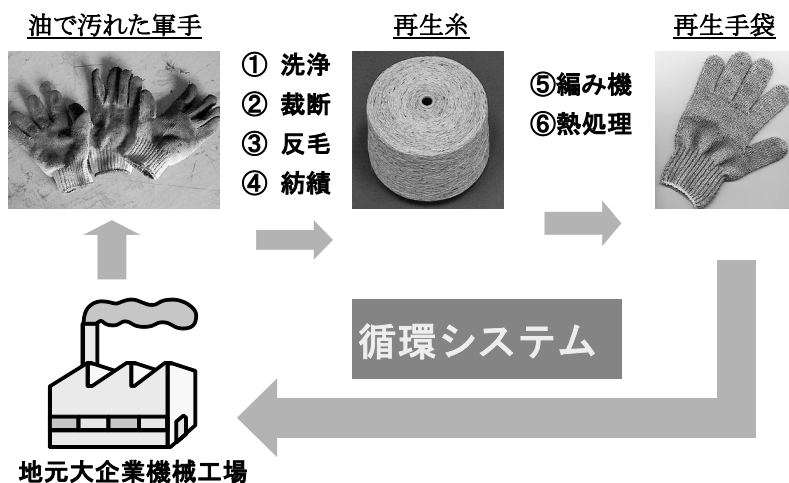 油で汚れた軍手
① 洗浄
② 裁断
③ 反毛
④ 紡績
再生糸
⑤編み機
⑥熱処理
再生手袋
循環システム
地元大企業機械工場